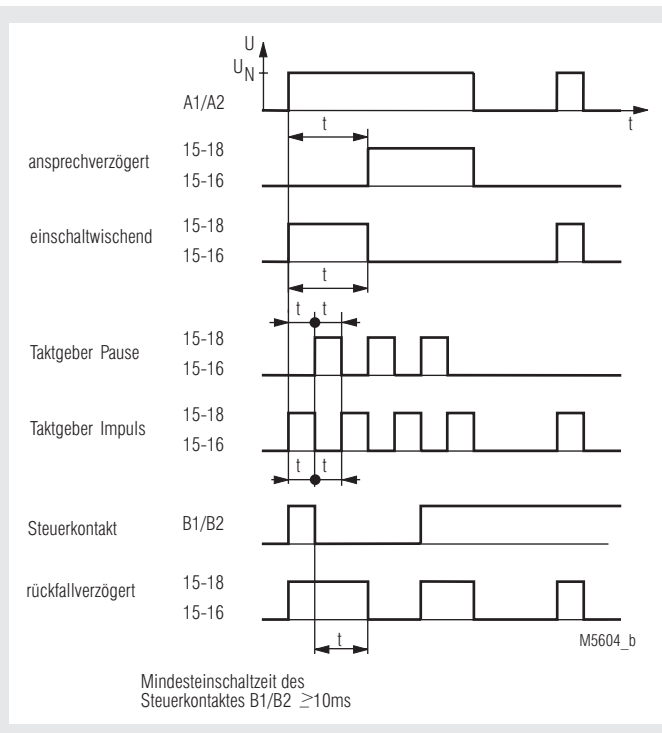 U
UN
A1/A2
t
t
ansprechverzögert
15-18
15-16
einschaltwischend
15-18
15-16
t
t t
Taktgeber Pause
15-18
15-16
Taktgeber Impuls
15-18
15-16
t t
Steuerkontakt
B1/B2
rückfallverzögert
15-18
15-16
t
M5604_b
Mindesteinschaltzeit des
Steuerkontaktes B1/B2 ≥10ms